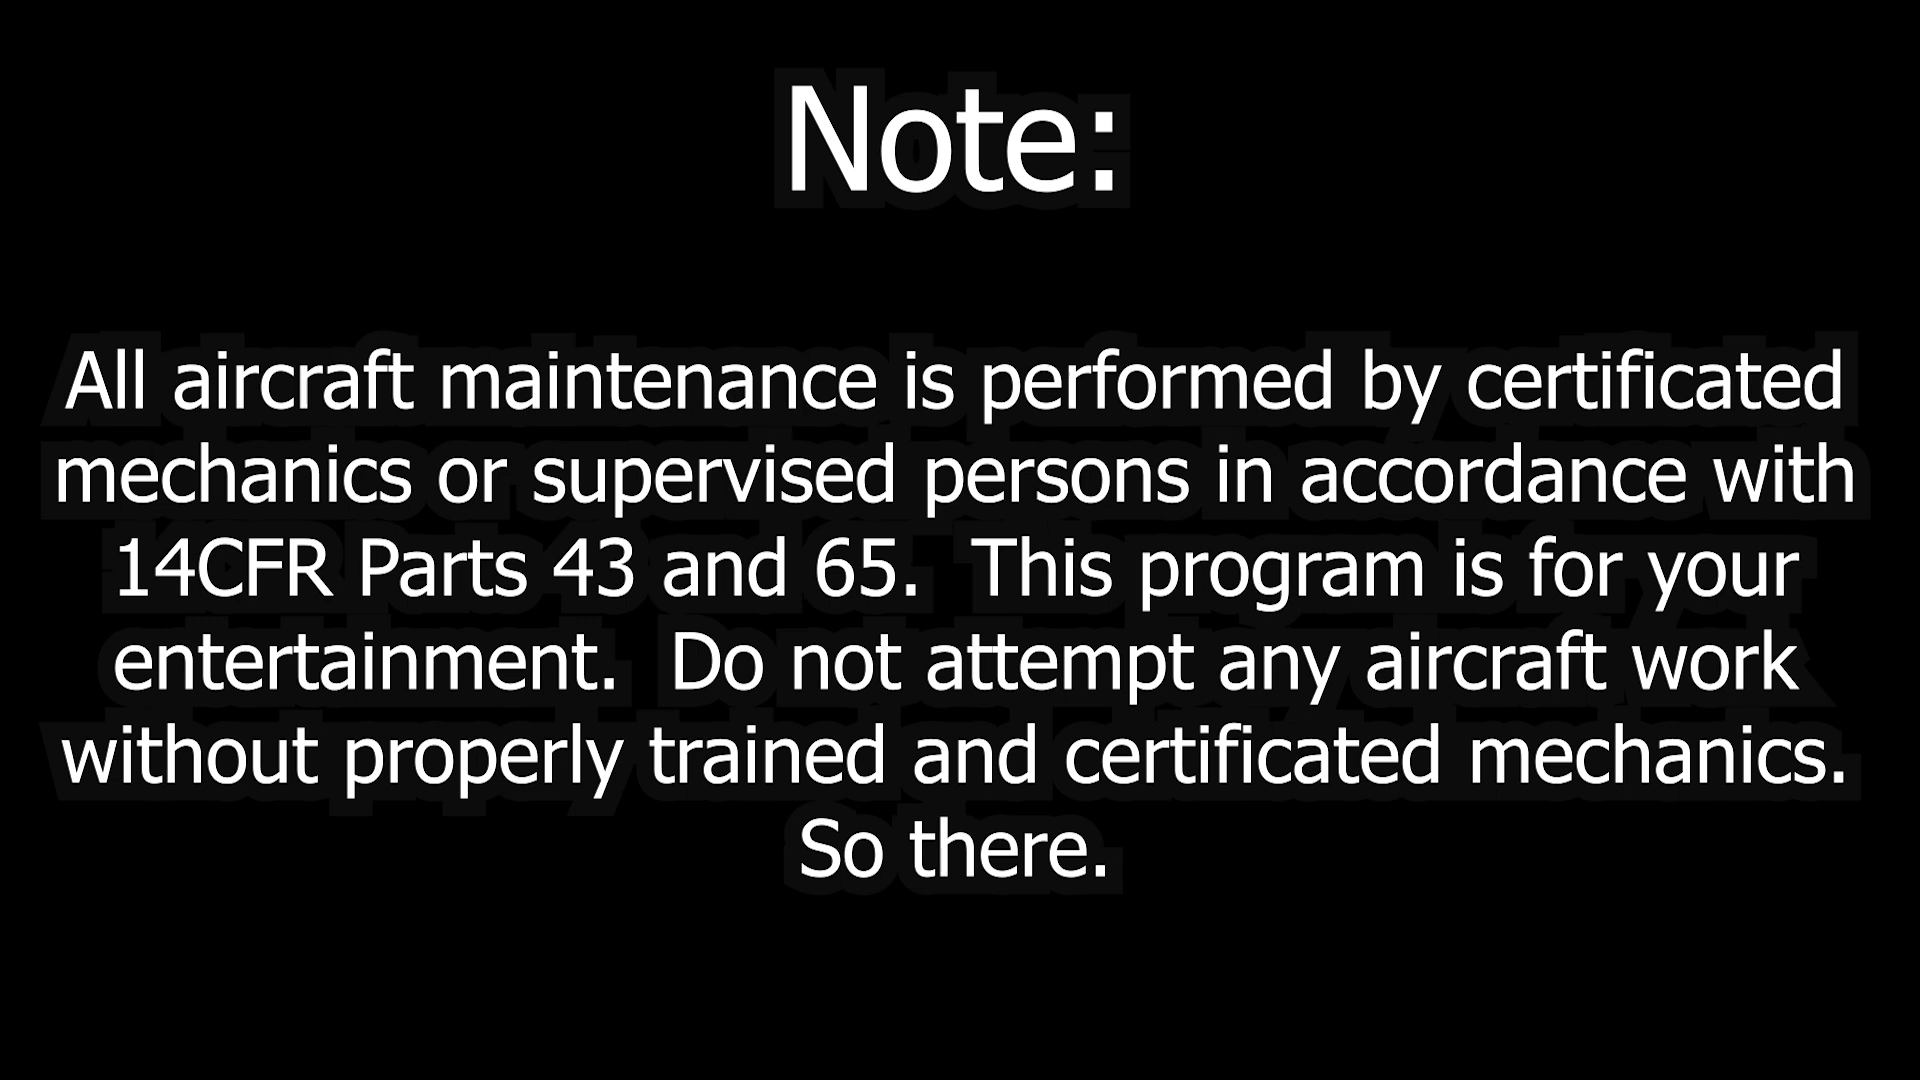 Note:
All aircraft maintenance is performed by certificated
mechanics or supervised persons in accordance with
14CFR Parts 43 and 65.  This program is for your
entertainment.  Do not attempt any aircraft work
without properly trained and certificated mechanics.
So there.